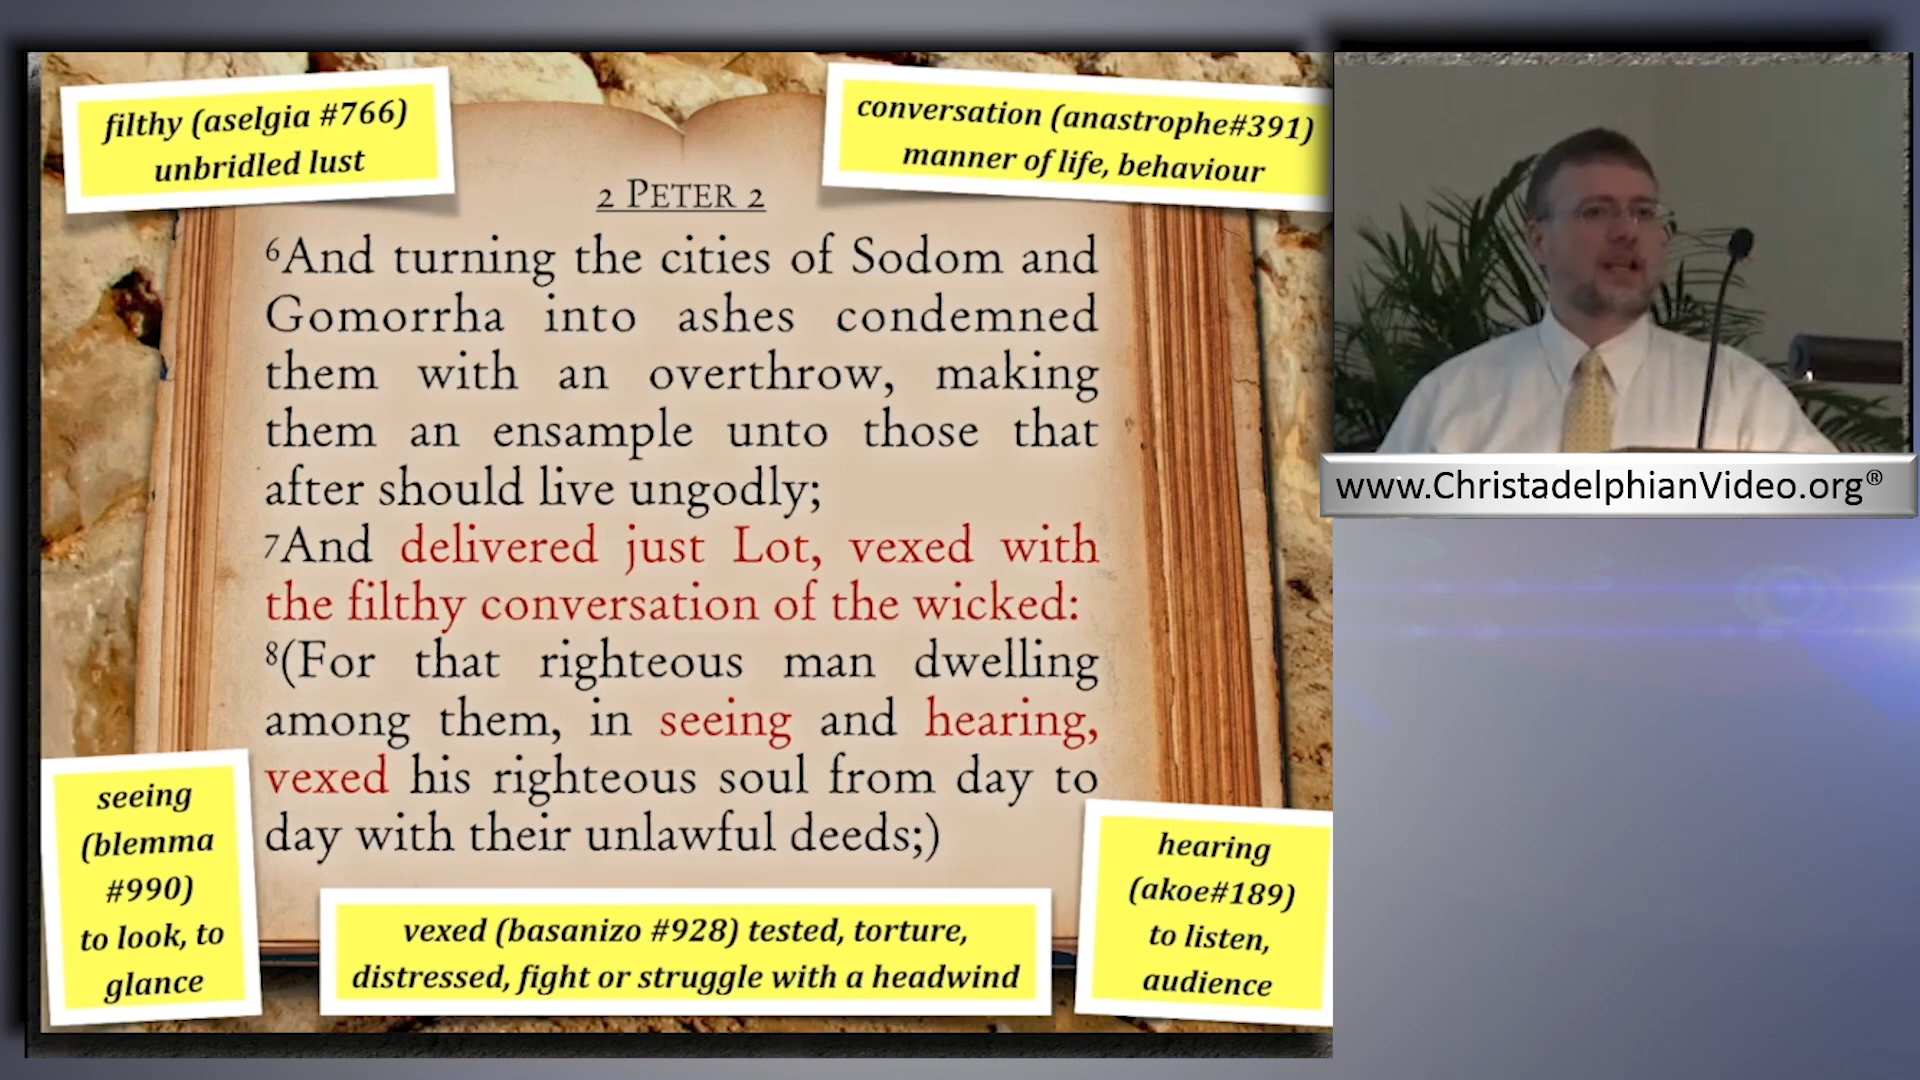 filthy (aselgia #766)
unbridled lust
conversation (anastrophe#391)
manner of life, behaviour
2 PETER 2
6And turning the cities of Sodom and
Gomorrha into ashes condemned
them with an overthrow, making
them an ensample unto those that
after should live ungodly;
7And delivered just Lot, vexed with
the filthy conversation of the wicked:
8(For that righteous man dwelling
among them, in seeing and hearing,
vexed his righteous soul from day to
day with their unlawful deeds;)
seeing
(blemma
#990)
to look, to
glance
vexed (basanizo #928) tested, torture,
distressed, fight or struggle with a headwind
hearing
(akoe#189)
to listen,
audience
www.ChristadelphianVideo.org®